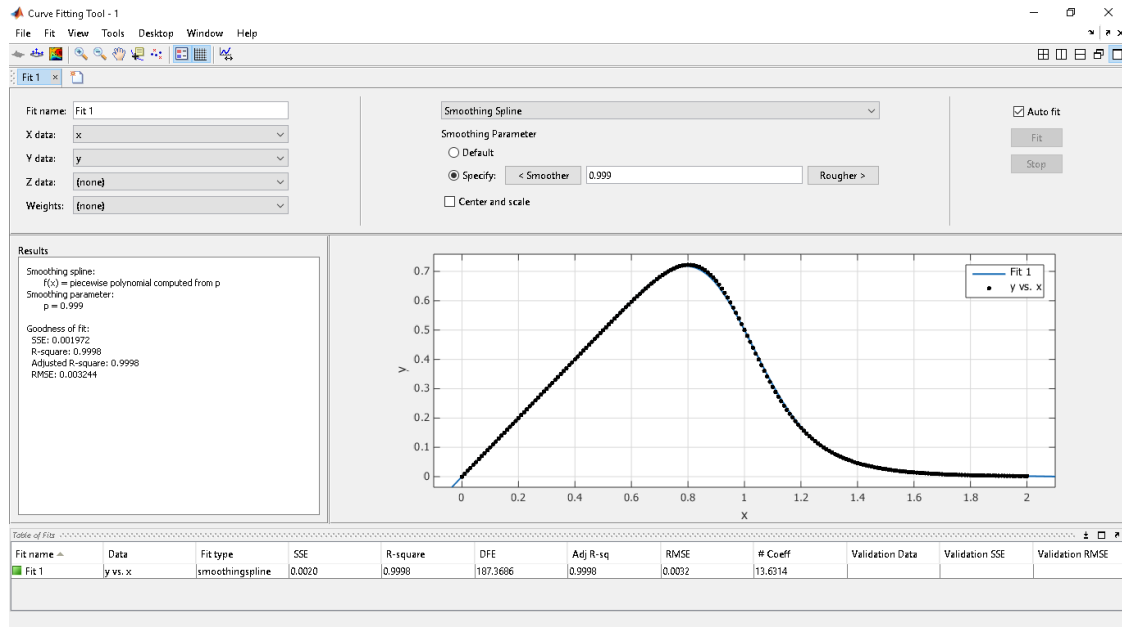 Curve Fitting Tool - 1
File Fit View Tools Desktop Window Help
Fit 1
Fit name: Fit 1
X data: x
Y data: y
Z data: (none)
Weights: (none)
Smoothing Spline
Smoothing Parameter
Default
Specify: < Smoother 0.999 Rougher >
Center and scale
Auto fit
Fit
Stop
Results
Smoothing spline:
f(x) = piecewise polynomial computed from p
Smoothing parameter:
p = 0.999
Goodness of fit:
SSE: 0.001972
R-square: 0.9998
Adjusted R-square: 0.9998
RMSE: 0.003244
0.7
0.6
0.5
0.4
0.3
0.2
0.1
0
y
0 0.2 0.4 0.6 0.8 1 1.2 1.4 1.6 1.8 2
x
Fit 1
y vs. x
Table of Fits
Fit name Data Fit type SSE R-square DFE Adj R-sq RMSE # Coeff Validation Data Validation SSE Validation RMSE
Fit 1 y vs. x smoothingspline 0.0020 0.9998 187.3686 0.9998 0.0032 13.6314